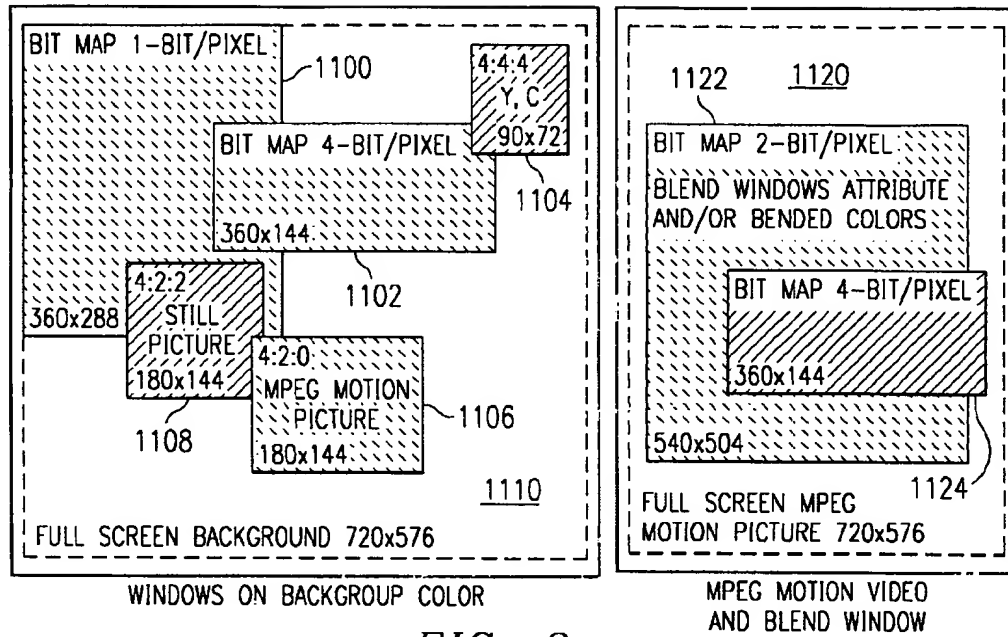 BIT MAP 1-BIT/PIXEL
1100
4:4:4
Y, C
90x72
1104
BIT MAP 4-BIT/PIXEL
360x144
1102
4:2:2
STILL
PICTURE
180x144
1108
360x288
4:2:0
MPEG MOTION
PICTURE
180x144
1106
1110
FULL SCREEN BACKGROUND 720x576
WINDOWS ON BACKGROUP COLOR
1120
1122
BIT MAP 2-BIT/PIXEL
BLEND WINDOWS ATTRIBUTE
AND/OR BENDED COLORS
BIT MAP 4-BIT/PIXEL
360x144
540x504
1124
FULL SCREEN MPEG
MOTION PICTURE 720x576
MPEG MOTION VIDEO
AND BLEND WINDOW